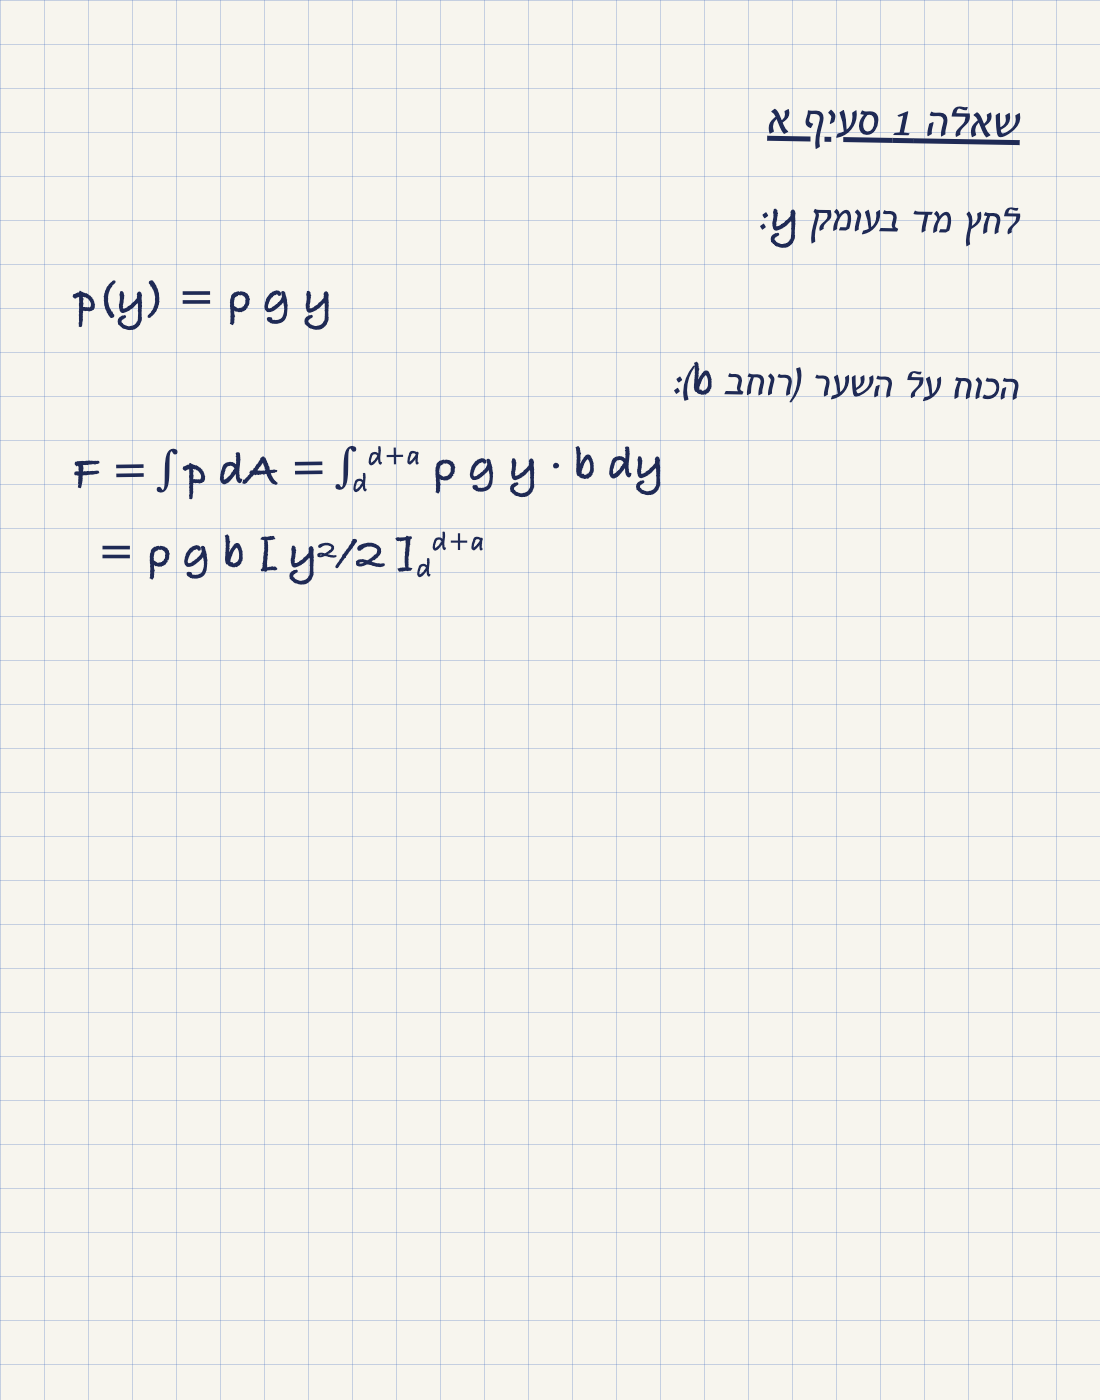 שאלה 1 סעיף א
לחץ מד בעומק y:
p(y) = ρ g y
הכוח על השער (רוחב b):
F = ∫p dA = ∫_d^{d+a} ρ g y · b dy
= ρ g b [ y²/2 ]_d^{d+a}